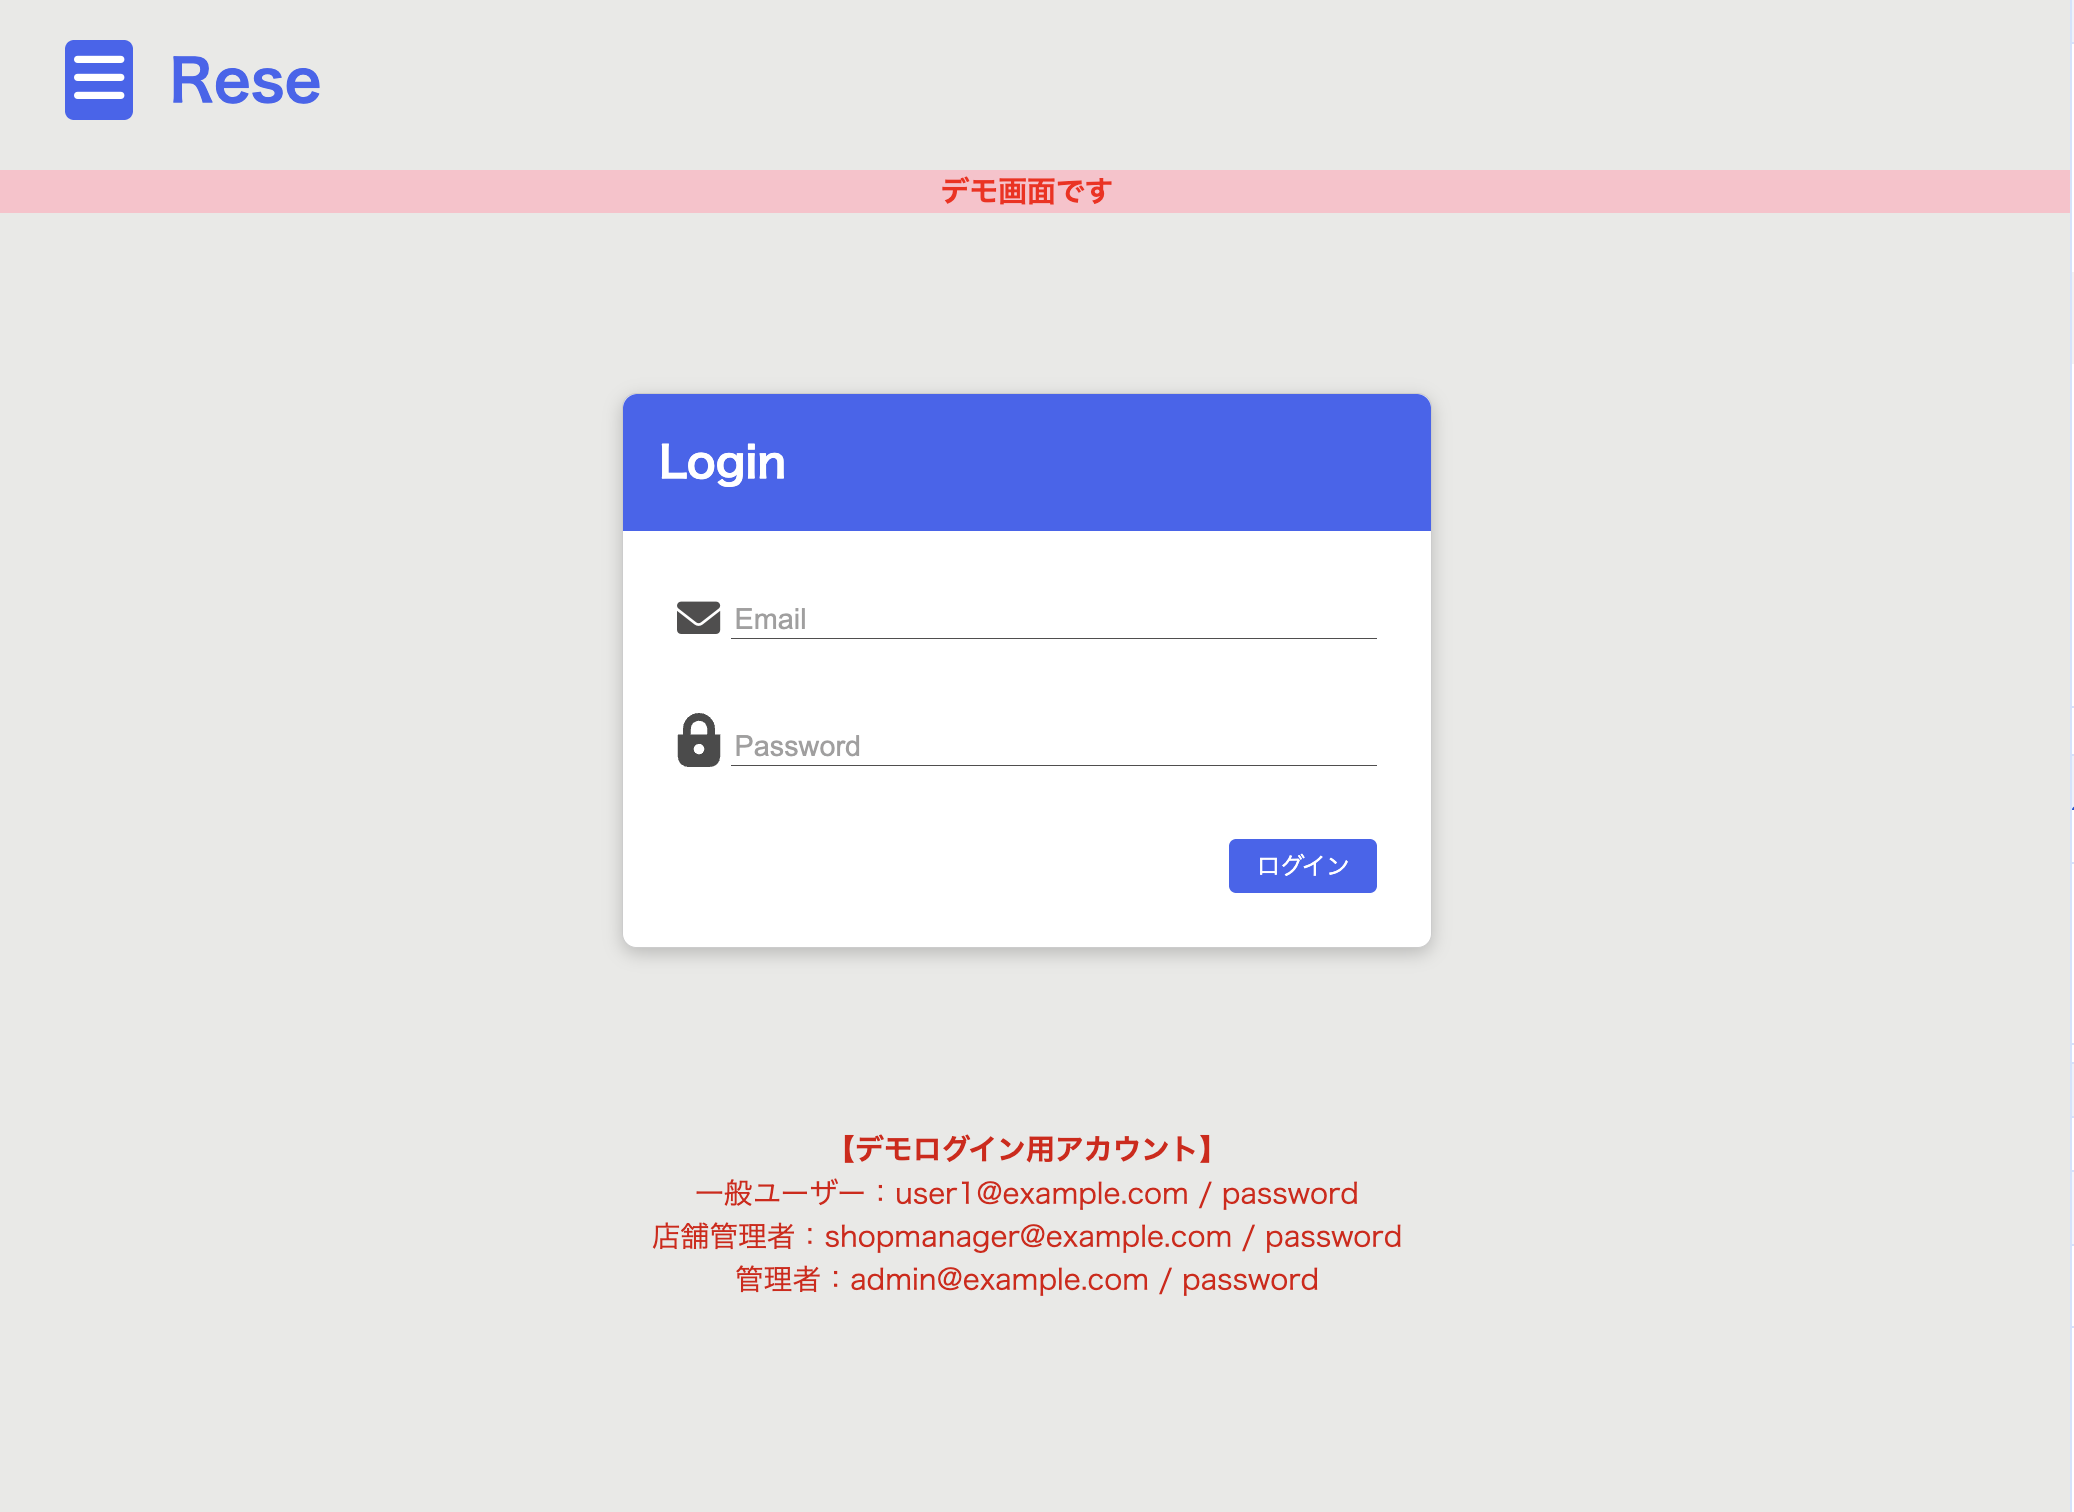 Rese
デモ画面です
Login
Email
Password
ログイン
【デモログイン用アカウント】
一般ユーザー：user1@example.com / password
店舗管理者：shopmanager@example.com / password
管理者：admin@example.com / password